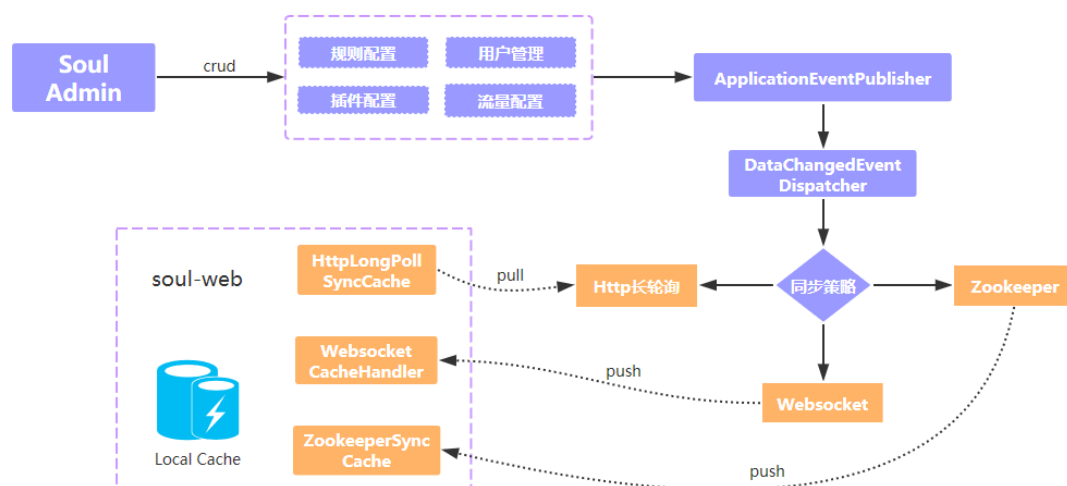 Soul
Admin
crud
规则配置
用户管理
插件配置
流量配置
ApplicationEventPublisher
DataChangedEvent
Dispatcher
soul-web
HttpLongPoll
SyncCache
pull
Http长轮询
同步策略
Zookeeper
Websocket
CacheHandler
push
Websocket
ZookeeperSync
Cache
Local Cache
push